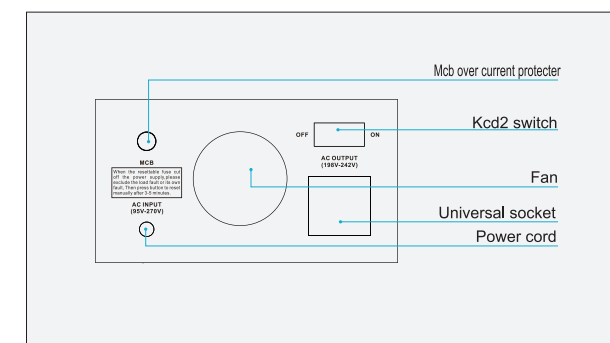 Mcb over current protecter
Kcd2 switch
OFF
ON
MCB
AC OUTPUT
(198V-242V)
When the resettable fuse cut
off the power supply,please
exclude the load fault or its own
fault, Then press button to reset
manually after 3-5 minutes.
Fan
AC INPUT
(95V-270V)
Universal socket
Power cord